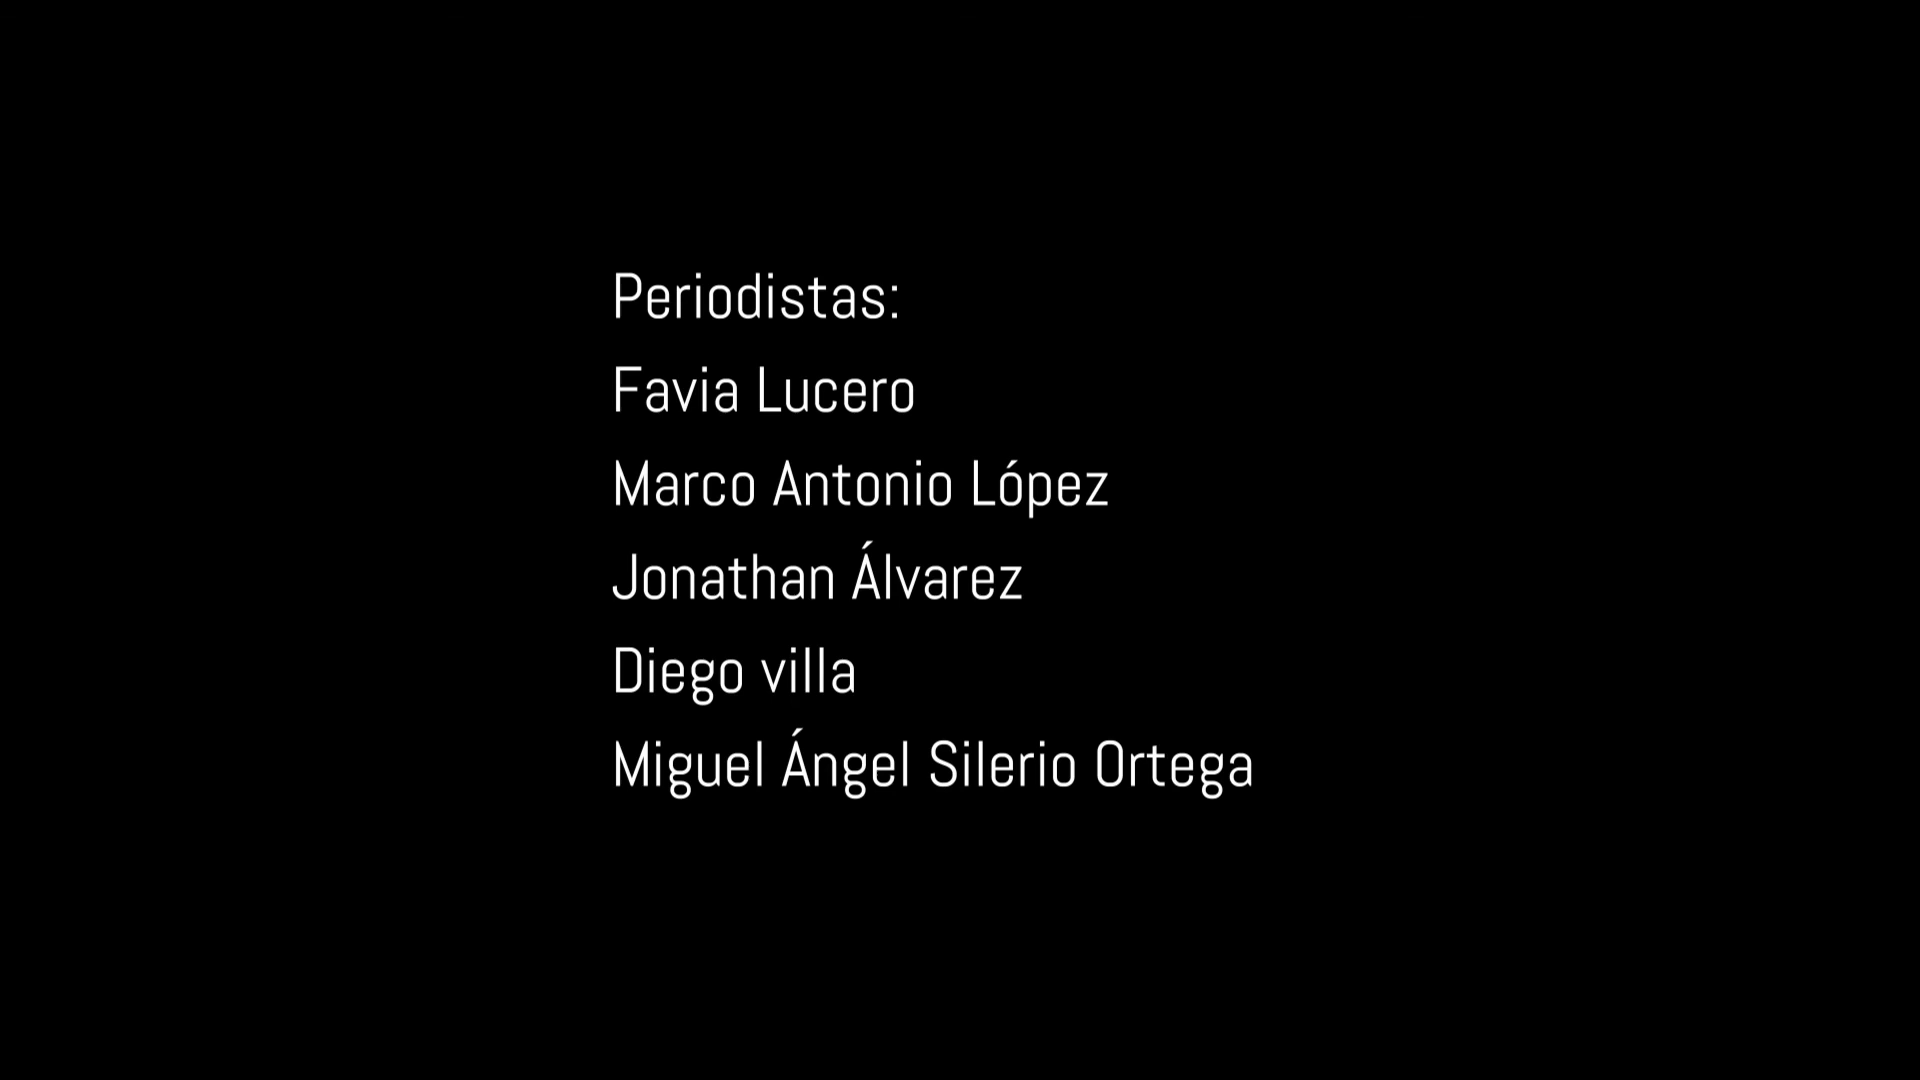 Periodistas:
Favia Lucero
Marco Antonio López
Jonathan Álvarez
Diego villa
Miguel Ángel Silerio Ortega